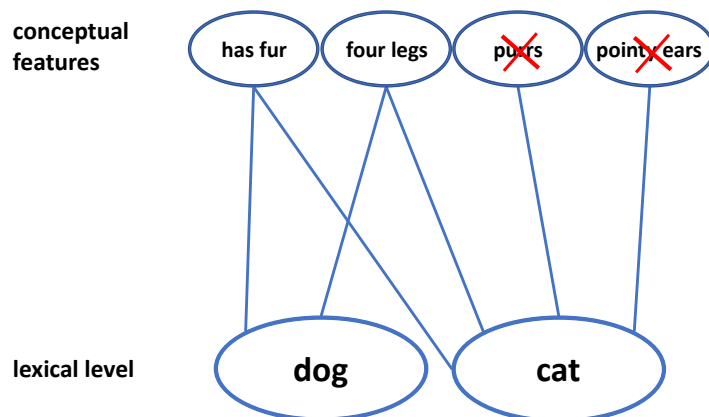 conceptual
features
has fur
four legs
purrs
pointy ears
lexical level
dog
cat